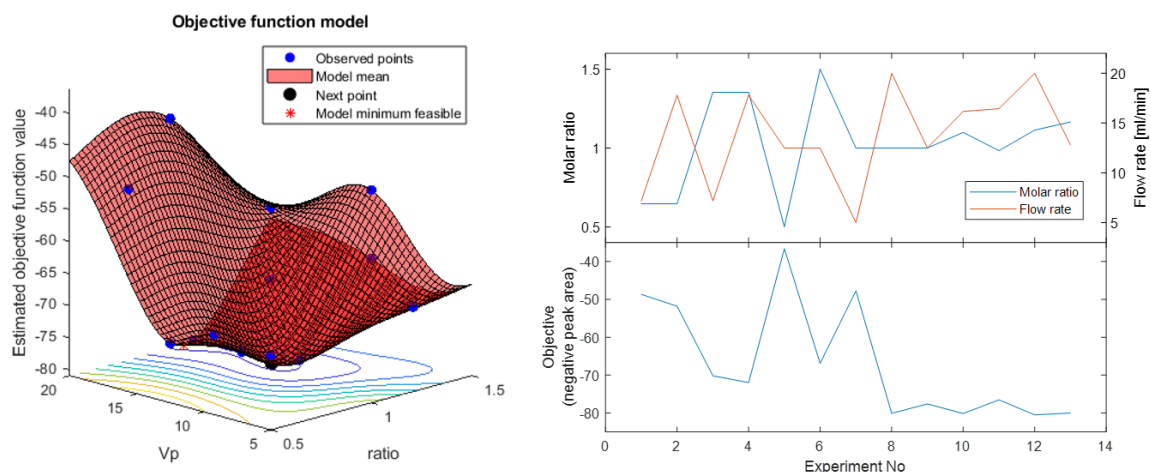 Objective function model
Observed points
Model mean
Next point
Model minimum feasible
Estimated objective function value
-40
-45
-50
-55
-60
-65
-70
-75
-80
20
15
10
5
Vp
0.5
1
1.5
ratio
Molar ratio
1.5
1
0.5
Molar ratio
Flow rate
20
15
10
5
Flow rate [ml/min]
Objective
(negative peak area)
-40
-50
-60
-70
-80
0 2 4 6 8 10 12 14
Experiment No